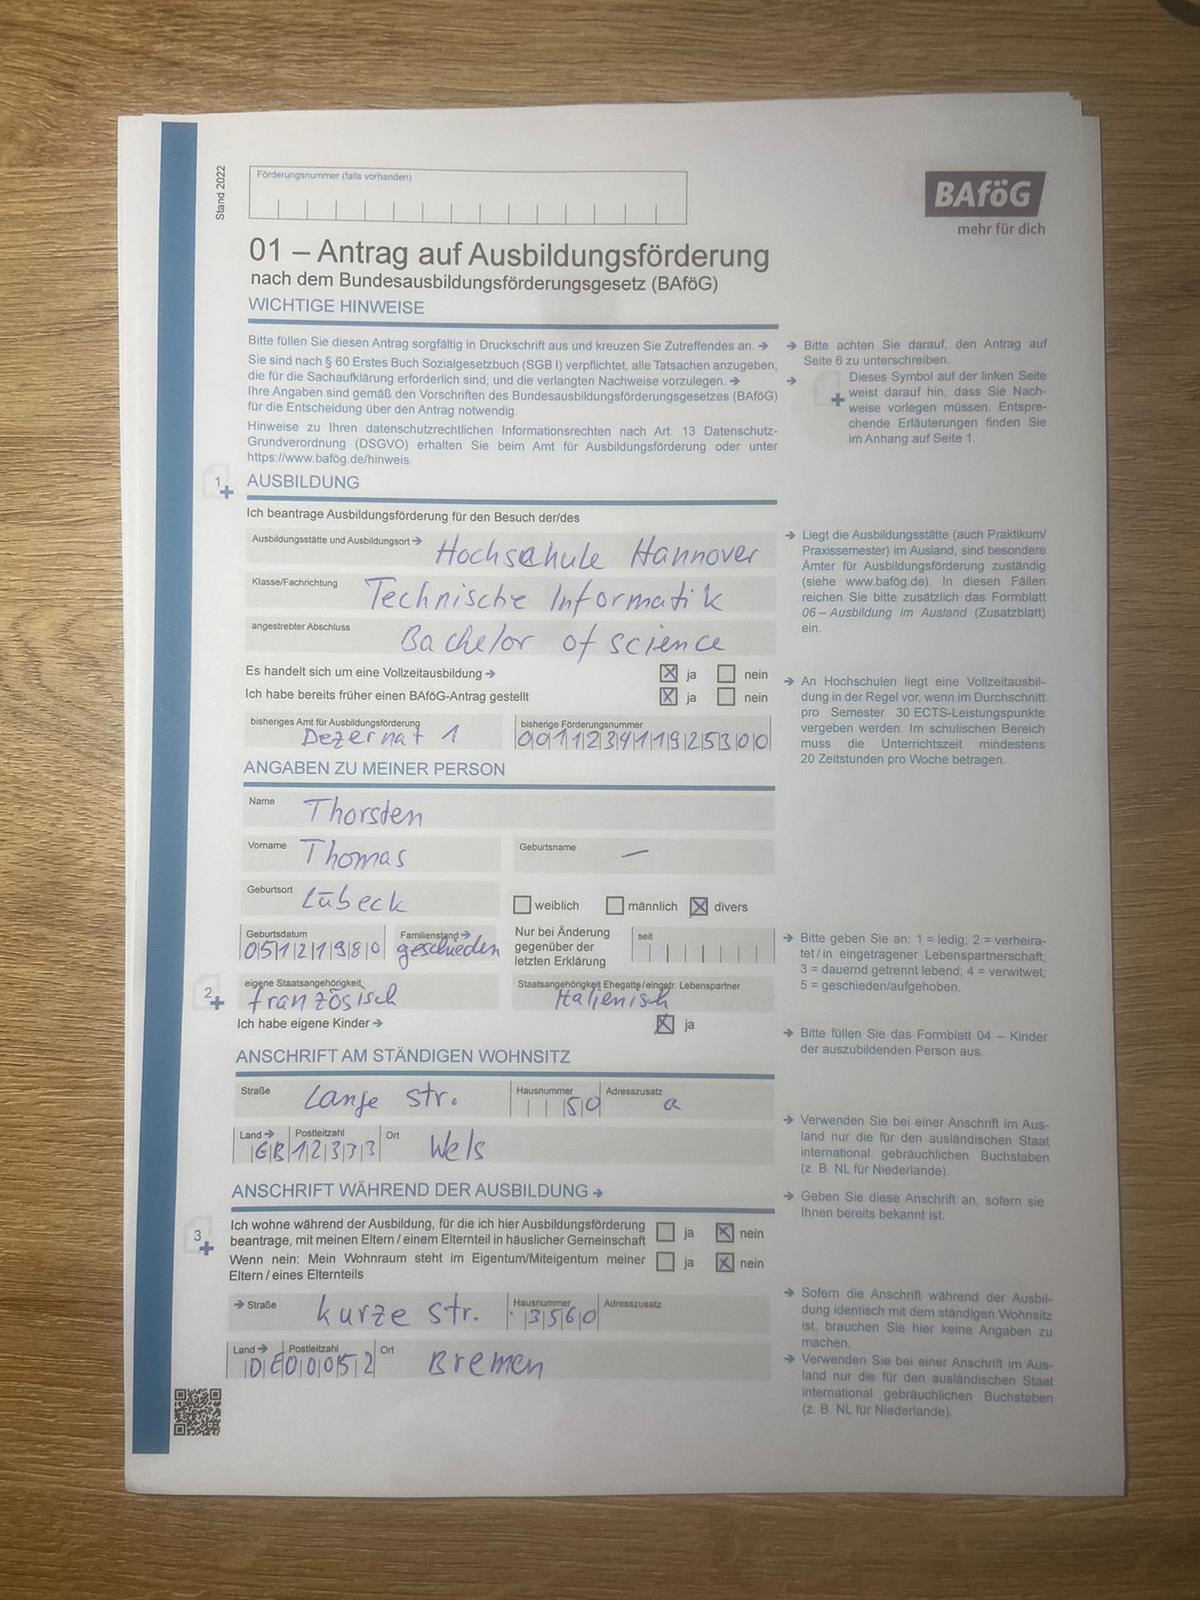 Stand 2022
Förderungsnummer (falls vorhanden)
BAföG
mehr für dich
01 – Antrag auf Ausbildungsförderung
nach dem Bundesausbildungsförderungsgesetz (BAföG)
WICHTIGE HINWEISE
Bitte füllen Sie diesen Antrag sorgfältig in Druckschrift aus und kreuzen Sie Zutreffendes an. →
Sie sind nach § 60 Erstes Buch Sozialgesetzbuch (SGB I) verpflichtet, alle Tatsachen anzugeben,
die für die Sachaufklärung erforderlich sind, und die verlangten Nachweise vorzulegen. →
Ihre Angaben sind gemäß den Vorschriften des Bundesausbildungsförderungsgesetzes (BAföG)
für die Entscheidung über den Antrag notwendig.
Hinweise zu Ihren datenschutzrechtlichen Informationsrechten nach Art. 13 Datenschutz-
Grundverordnung (DSGVO) erhalten Sie beim Amt für Ausbildungsförderung oder unter
https://www.bafög.de/hinweis.
→ Bitte achten Sie darauf, den Antrag auf
Seite 6 zu unterschreiben.
→ Dieses Symbol auf der linken Seite
weist darauf hin, dass Sie Nach-
weise vorlegen müssen. Entspre-
chende Erläuterungen finden Sie
im Anhang auf Seite 1.
1 AUSBILDUNG
Ich beantrage Ausbildungsförderung für den Besuch der/des
Ausbildungsstätte und Ausbildungsort → Hochschule Hannover
Klasse/Fachrichtung Technische Informatik
angestrebter Abschluss Bachelor of science
→ Liegt die Ausbildungsstätte (auch Praktikum/
Praxissemester) im Ausland, sind besondere
Ämter für Ausbildungsförderung zuständig
(siehe www.bafög.de). In diesen Fällen
reichen Sie bitte zusätzlich das Formblatt
06 – Ausbildung im Ausland (Zusatzblatt)
ein.
Es handelt sich um eine Vollzeitausbildung → ja nein
Ich habe bereits früher einen BAföG-Antrag gestellt ja nein
→ An Hochschulen liegt eine Vollzeitausbil-
dung in der Regel vor, wenn im Durchschnitt
pro Semester 30 ECTS-Leistungspunkte
vergeben werden. Im schulischen Bereich
muss die Unterrichtszeit mindestens
20 Zeitstunden pro Woche betragen.
bisheriges Amt für Ausbildungsförderung bisherige Förderungsnummer
Dezernat 1 001123411925300
ANGABEN ZU MEINER PERSON
Name Thorsten
Vorname Thomas Geburtsname —
Geburtsort Lübeck weiblich männlich divers
Geburtsdatum Familienstand → Nur bei Änderung seit
05121980 geschieden gegenüber der
letzten Erklärung
→ Bitte geben Sie an: 1 = ledig; 2 = verheira-
tet / in eingetragener Lebenspartnerschaft;
3 = dauernd getrennt lebend; 4 = verwitwet;
5 = geschieden/aufgehoben.
2 eigene Staatsangehörigkeit Staatsangehörigkeit Ehegatte/eingetr. Lebenspartner
französisch Italienisch
Ich habe eigene Kinder → ja
→ Bitte füllen Sie das Formblatt 04 – Kinder
der auszubildenden Person aus.
ANSCHRIFT AM STÄNDIGEN WOHNSITZ
Straße Lange str. Hausnummer 50 Adresszusatz a
Land → GB Postleitzahl 12333 Ort Wels
→ Verwenden Sie bei einer Anschrift im Aus-
land nur die für den ausländischen Staat
international gebräuchlichen Buchstaben
(z. B. NL für Niederlande).
ANSCHRIFT WÄHREND DER AUSBILDUNG →
→ Geben Sie diese Anschrift an, sofern sie
Ihnen bereits bekannt ist.
3 Ich wohne während der Ausbildung, für die ich hier Ausbildungsförderung
beantrage, mit meinen Eltern / einem Elternteil in häuslicher Gemeinschaft ja nein
Wenn nein: Mein Wohnraum steht im Eigentum/Miteigentum meiner
Eltern / eines Elternteils ja nein
→ Straße kurze str. Hausnummer 3560 Adresszusatz
Land → DE Postleitzahl 00052 Ort Bremen
→ Sofern die Anschrift während der Ausbil-
dung identisch mit dem ständigen Wohnsitz
ist, brauchen Sie hier keine Angaben zu
machen.
→ Verwenden Sie bei einer Anschrift im Aus-
land nur die für den ausländischen Staat
international gebräuchlichen Buchstaben
(z. B. NL für Niederlande).